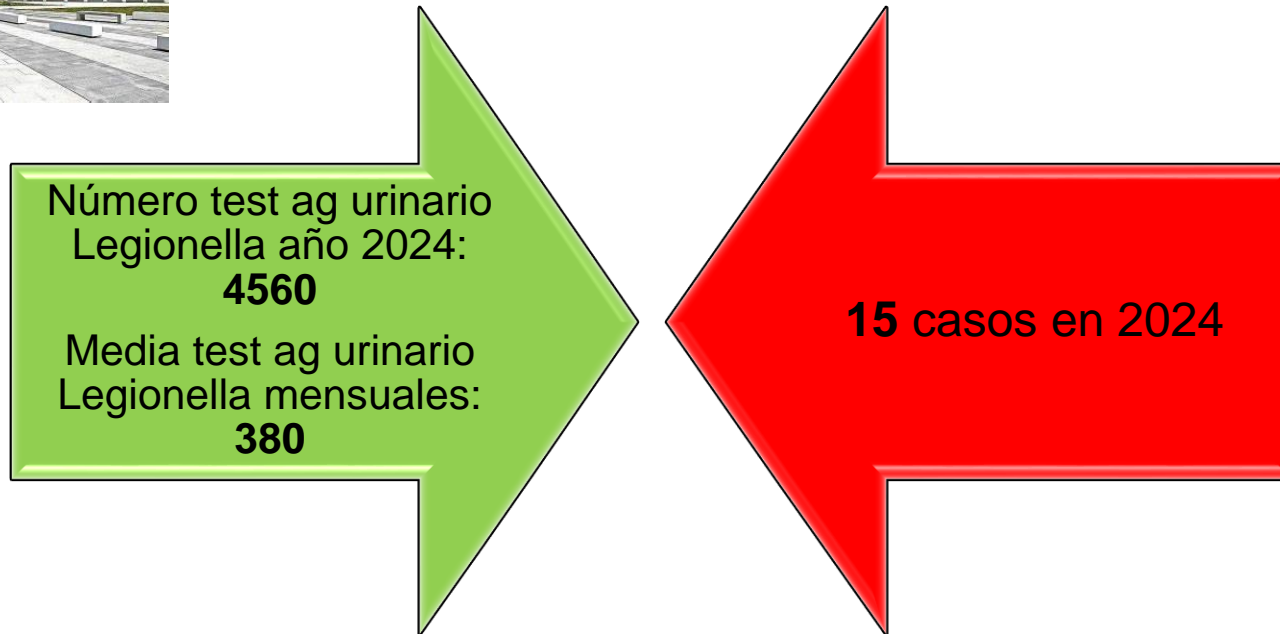 Número test ag urinario
Legionella año 2024:
4560
Media test ag urinario
Legionella mensuales:
380
15 casos en 2024